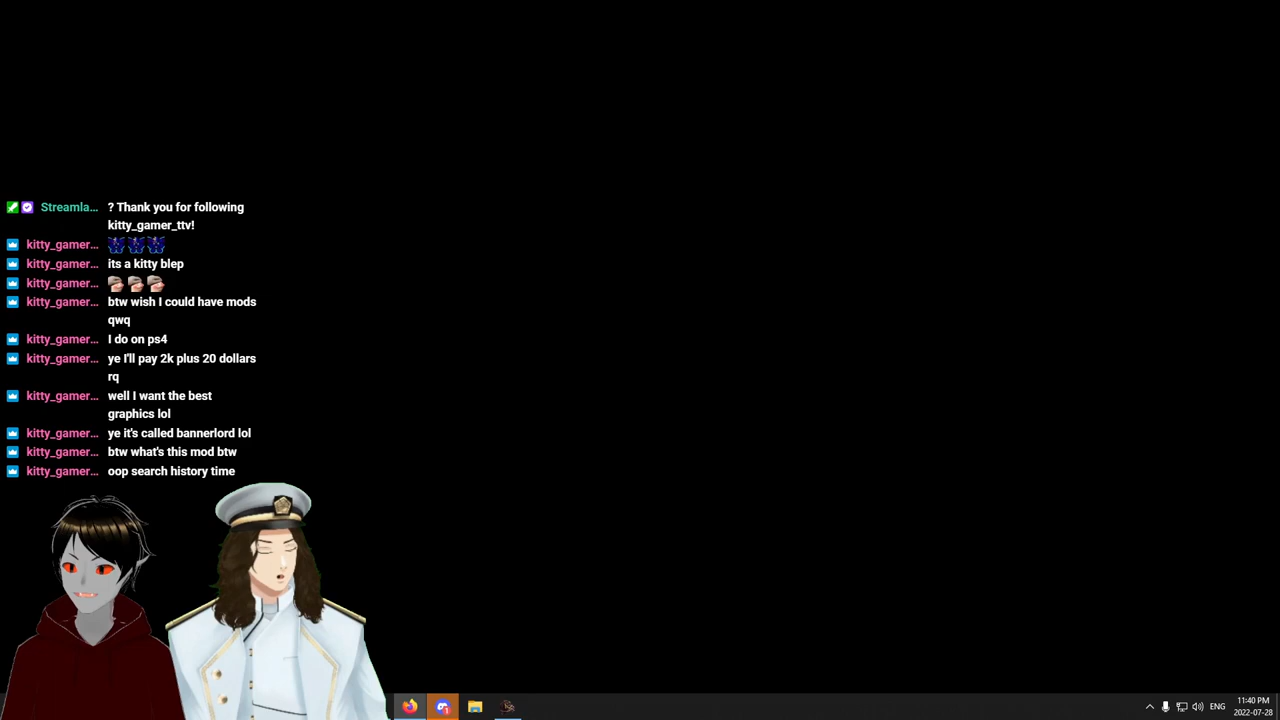 Streamla... ? Thank you for following
kitty_gamer_ttv!
kitty_gamer...
kitty_gamer... its a kitty blep
kitty_gamer...
kitty_gamer... btw wish I could have mods
qwq
kitty_gamer... I do on ps4
kitty_gamer... ye I'll pay 2k plus 20 dollars
rq
kitty_gamer... well I want the best
graphics lol
kitty_gamer... ye it's called bannerlord lol
kitty_gamer... btw what's this mod btw
kitty_gamer... oop search history time
1
ENG
11:40 PM
2022-07-28